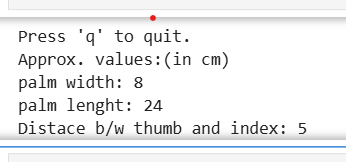 Press 'q' to quit.
Approx. values:(in cm)
palm width: 8
palm lenght: 24
Distace b/w thumb and index: 5